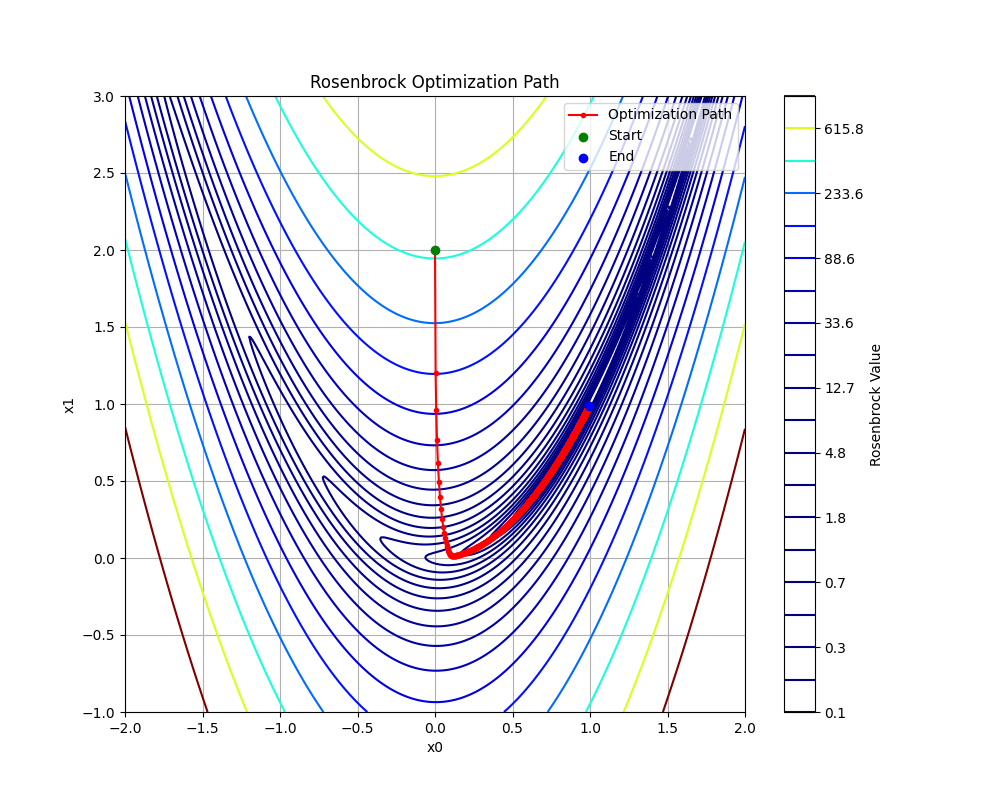 Rosenbrock Optimization Path
Optimization Path
Start
End
3.0
2.5
2.0
1.5
1.0
0.5
0.0
−0.5
−1.0
x1
−2.0 −1.5 −1.0 −0.5 0.0 0.5 1.0 1.5 2.0
x0
615.8
233.6
88.6
33.6
12.7
4.8
1.8
0.7
0.3
0.1
Rosenbrock Value